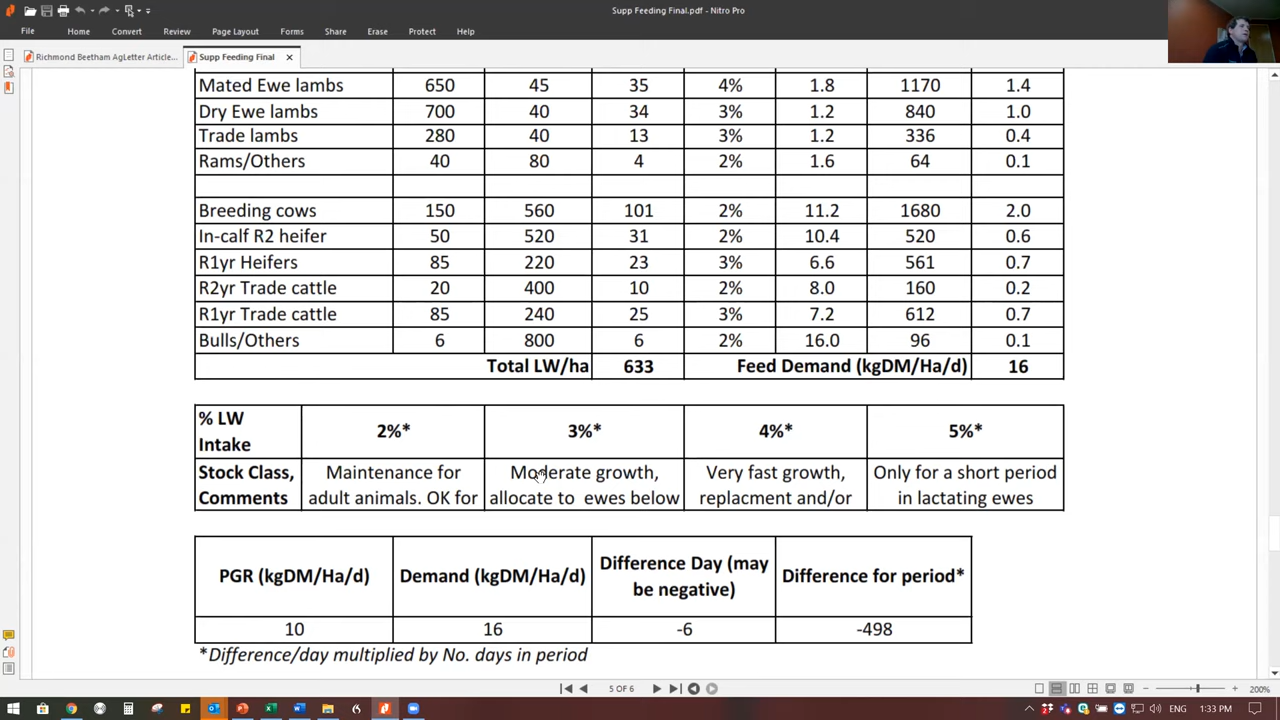 Supp Feeding Final.pdf - Nitro Pro
File Home Convert Review Page Layout Forms Share Erase Protect Help
Richmond Beetham AgLetter Article... Supp Feeding Final
Mated Ewe lambs 650 45 35 4% 1.8 1170 1.4
Dry Ewe lambs 700 40 34 3% 1.2 840 1.0
Trade lambs 280 40 13 3% 1.2 336 0.4
Rams/Others 40 80 4 2% 1.6 64 0.1
Breeding cows 150 560 101 2% 11.2 1680 2.0
In-calf R2 heifer 50 520 31 2% 10.4 520 0.6
R1yr Heifers 85 220 23 3% 6.6 561 0.7
R2yr Trade cattle 20 400 10 2% 8.0 160 0.2
R1yr Trade cattle 85 240 25 3% 7.2 612 0.7
Bulls/Others 6 800 6 2% 16.0 96 0.1
Total LW/ha 633 Feed Demand (kgDM/Ha/d) 16
% LW Intake 2%* 3%* 4%* 5%*
Stock Class, Maintenance for Moderate growth, Very fast growth, Only for a short period
Comments adult animals. OK for allocate to ewes below replacment and/or in lactating ewes
PGR (kgDM/Ha/d) Demand (kgDM/Ha/d) Difference Day (may be negative) Difference for period*
10 16 -6 -498
*Difference/day multiplied by No. days in period
5 OF 6 200%
ENG 1:33 PM